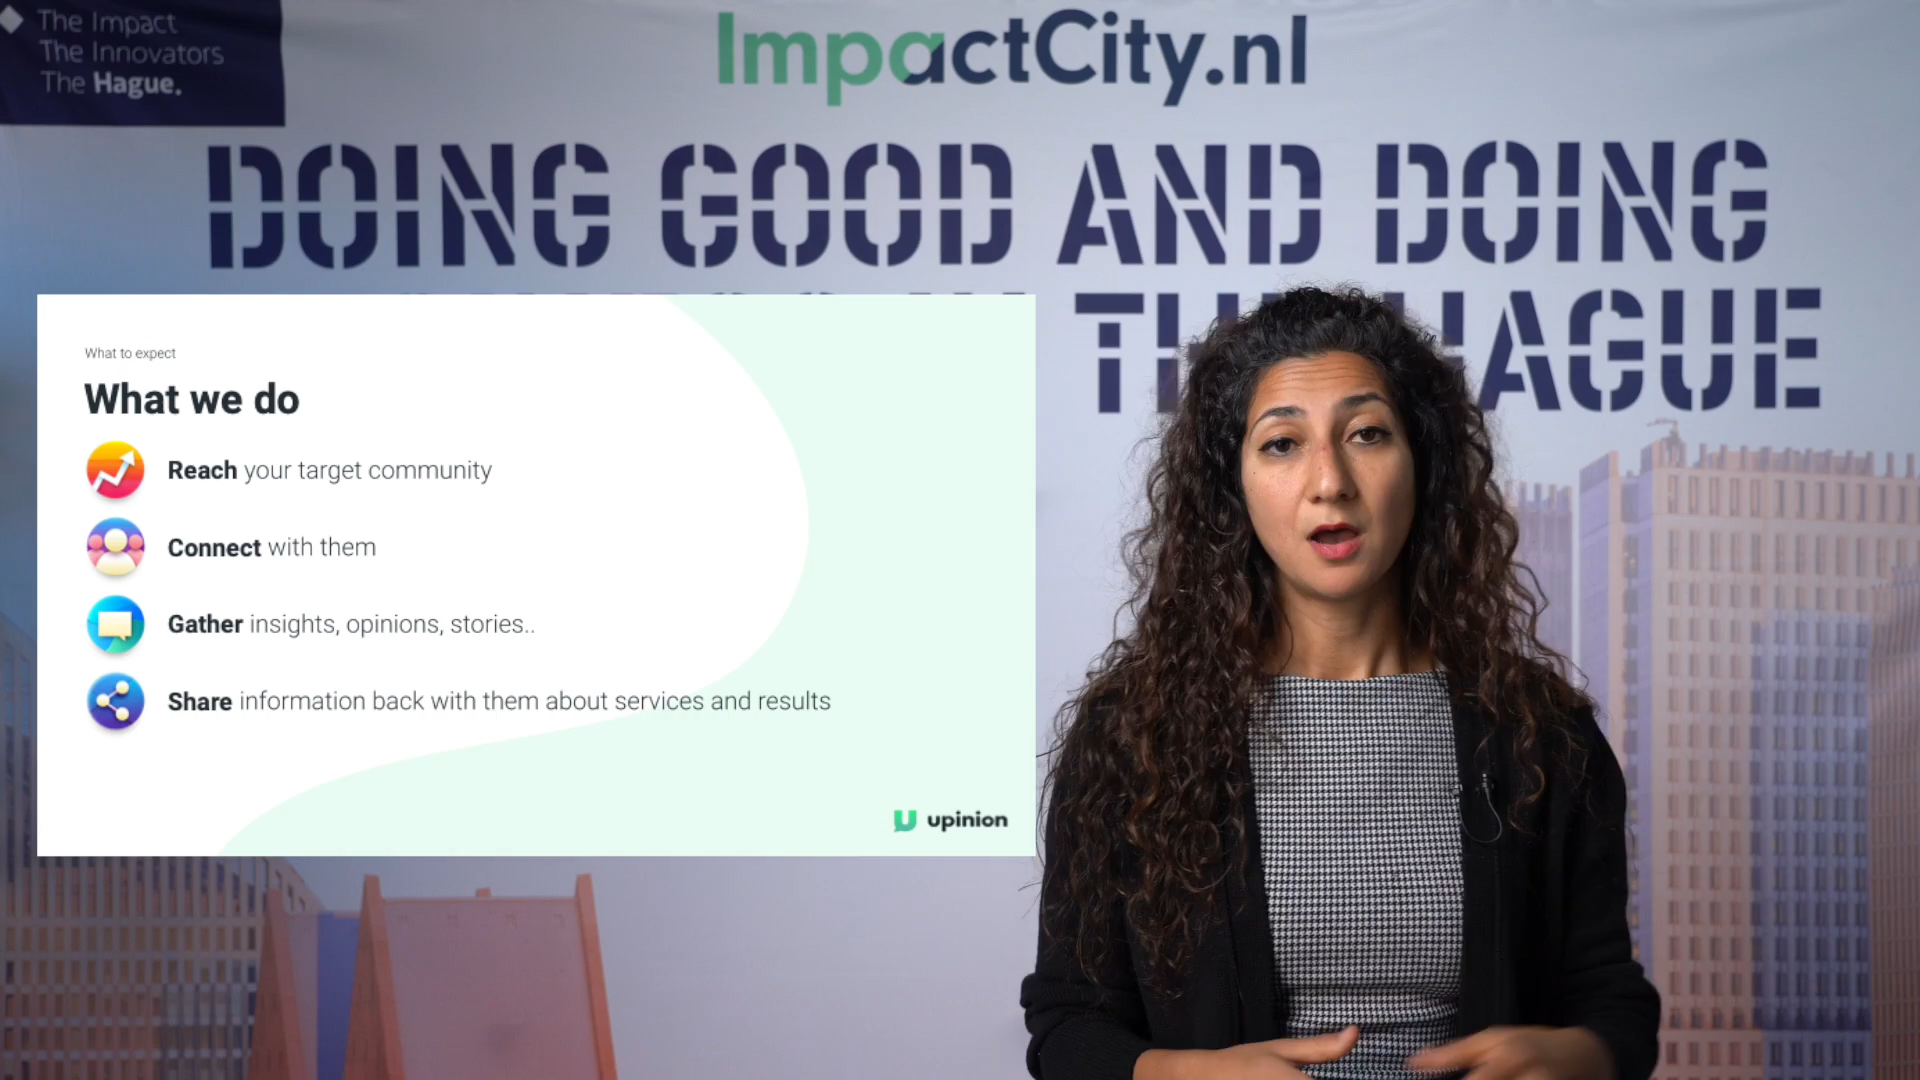 The Impact
The Innovators
The Hague.
ImpactCity.nl
DOING GOOD AND DOING
HAGUE
What to expect
What we do
Reach your target community
Connect with them
Gather insights, opinions, stories..
Share information back with them about services and results
upinion